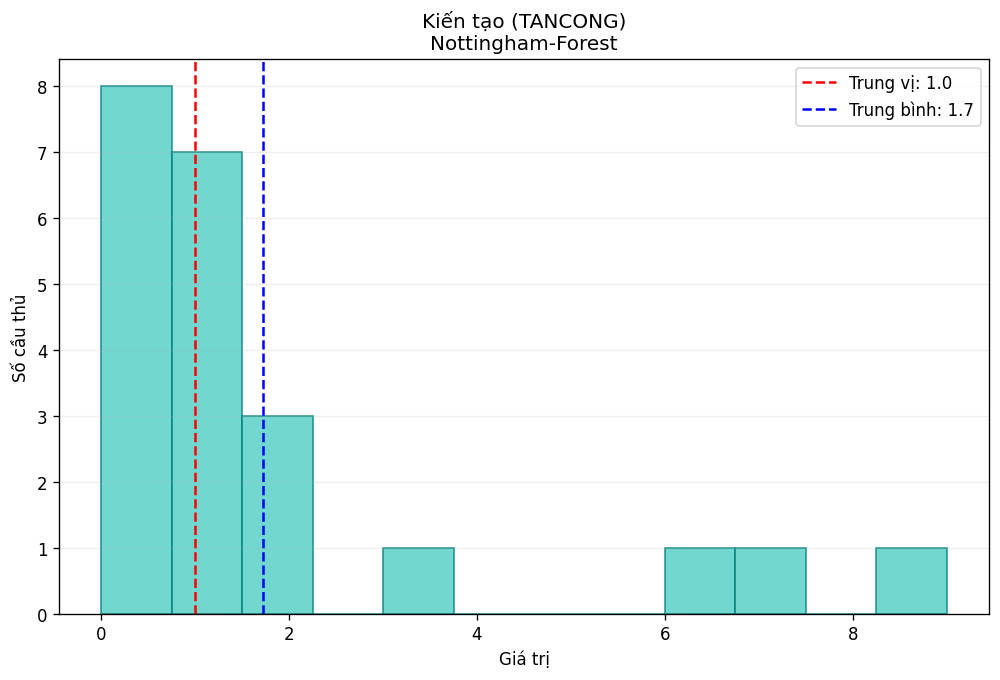 Kiến tạo (TANCONG)
Nottingham-Forest
Trung vị: 1.0
Trung bình: 1.7
Số cầu thủ
8
7
6
5
4
3
2
1
0
0 2 4 6 8
Giá trị